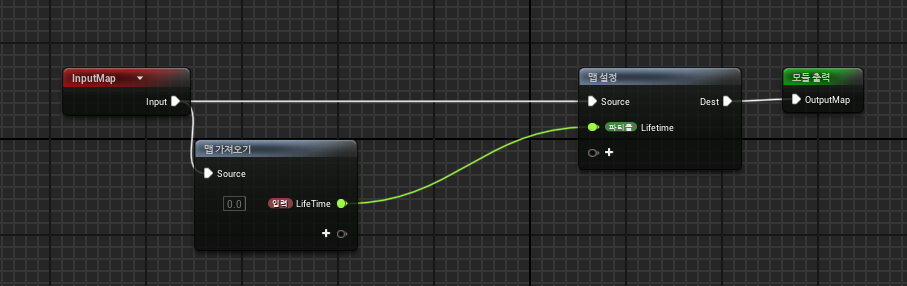 InputMap
Input
맵 가져오기
Source
0.0
입력 LifeTime
맵 설정
Source Dest
파티클 Lifetime
모듈 출력
OutputMap